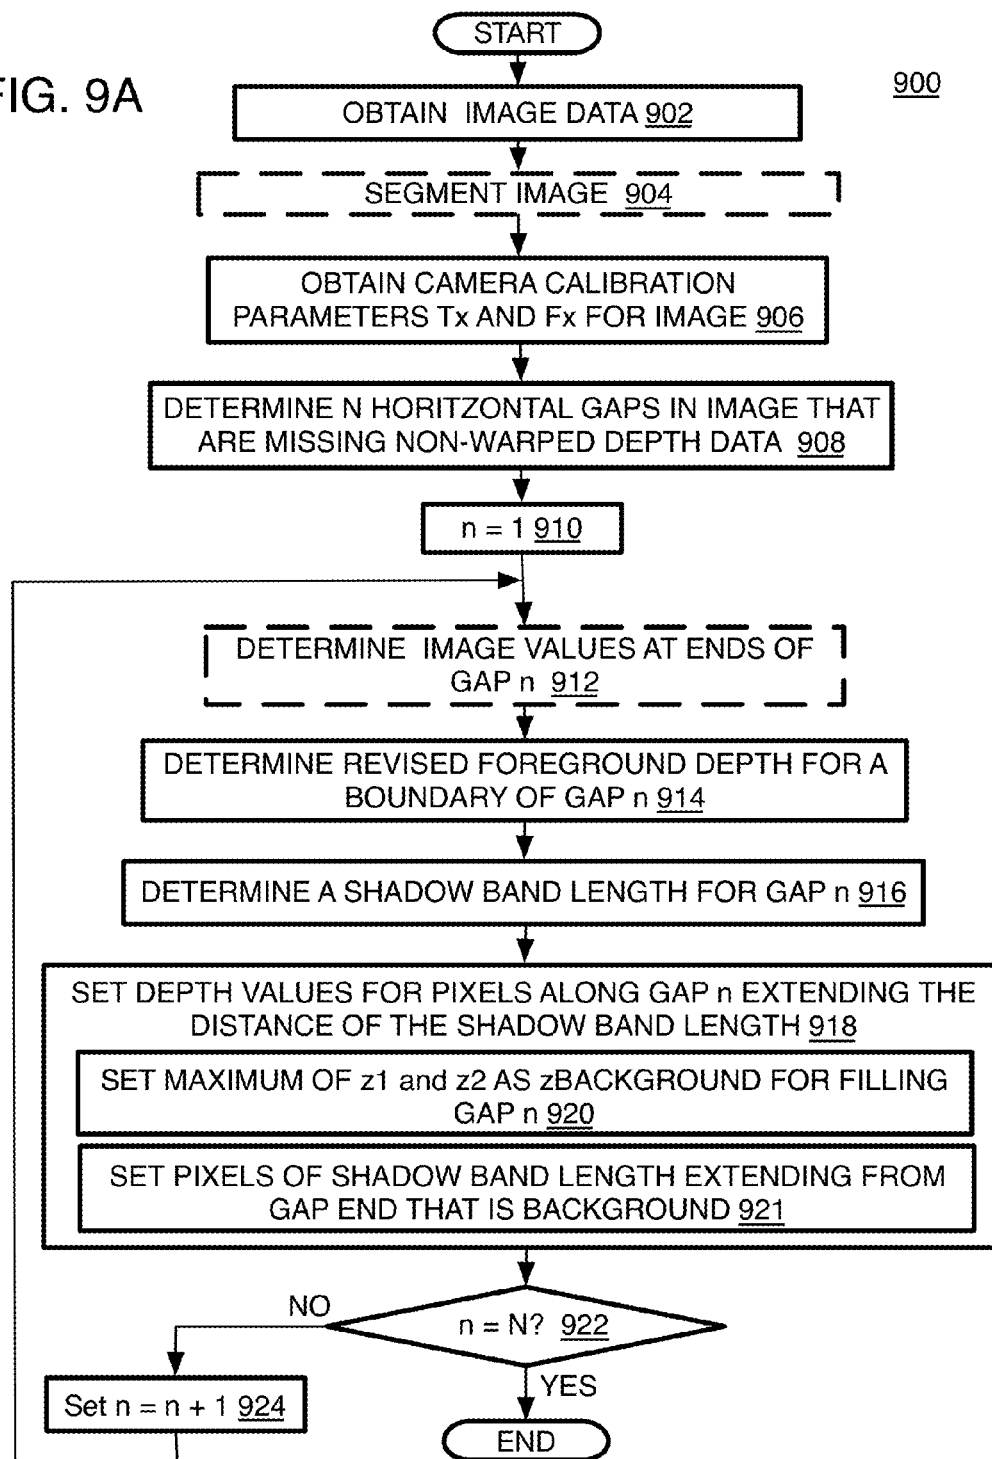 START
FIG. 9A
900
OBTAIN IMAGE DATA 902
SEGMENT IMAGE 904
OBTAIN CAMERA CALIBRATION
PARAMETERS Tx AND Fx FOR IMAGE 906
DETERMINE N HORITZONTAL GAPS IN IMAGE THAT
ARE MISSING NON-WARPED DEPTH DATA 908
n = 1 910
DETERMINE IMAGE VALUES AT ENDS OF
GAP n 912
DETERMINE REVISED FOREGROUND DEPTH FOR A
BOUNDARY OF GAP n 914
DETERMINE A SHADOW BAND LENGTH FOR GAP n 916
SET DEPTH VALUES FOR PIXELS ALONG GAP n EXTENDING THE
DISTANCE OF THE SHADOW BAND LENGTH 918
SET MAXIMUM OF z1 and z2 AS zBACKGROUND FOR FILLING
GAP n 920
SET PIXELS OF SHADOW BAND LENGTH EXTENDING FROM
GAP END THAT IS BACKGROUND 921
NO
n = N? 922
YES
Set n = n + 1 924
END